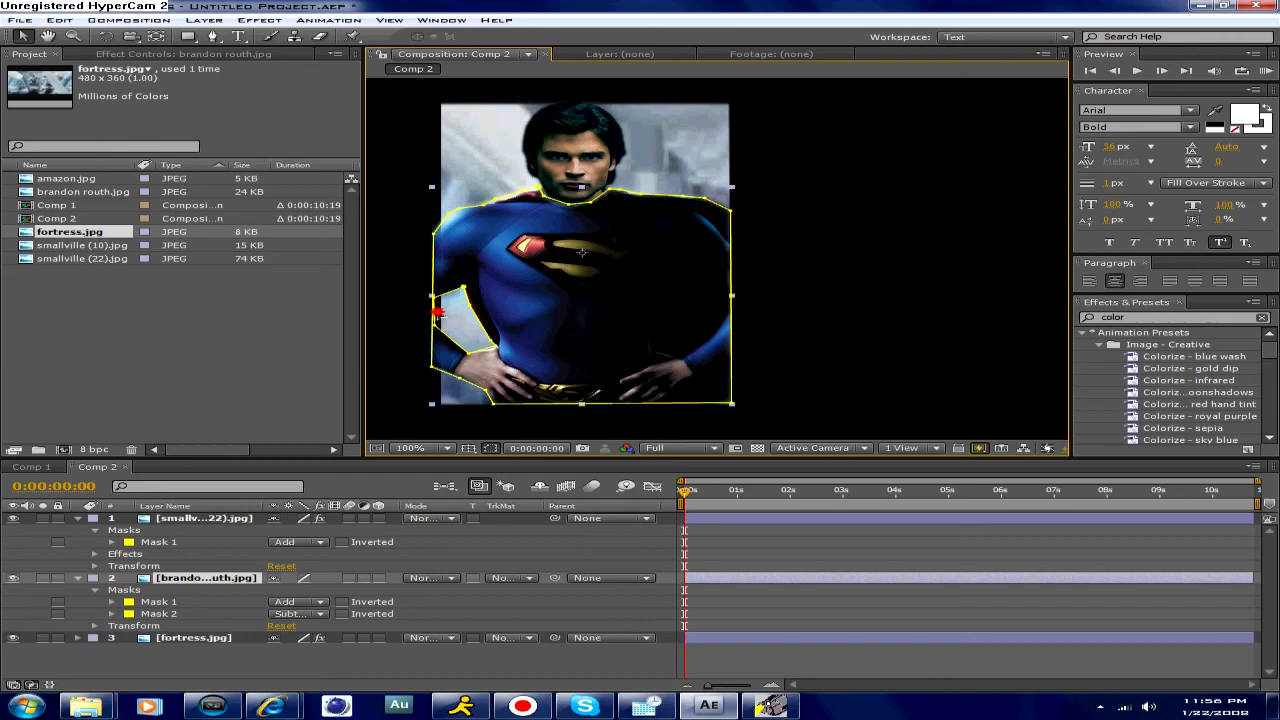 Unregistered HyperCam 2
- Untitled Project.aep *
File Edit Composition Layer Effect Animation View Window Help
Workspace: Text Search Help
Project Effect Controls: brandon routh.jpg
Composition: Comp 2 Layer: (none) Footage: (none)
Preview
fortress.jpg , used 1 time
480 x 360 (1.00)
Millions of Colors
Comp 2
Character
Arial
Bold
36 px Auto
Metrics 0
1 px Fill Over Stroke
100 % 100 %
0 px 0 %
T T TT Tт T¹ T₁
Name Type Size Duration
amazon.jpg JPEG 5 KB
brandon routh.jpg JPEG 24 KB
Comp 1 Composi...n Δ 0:00:10:19
Comp 2 Composi...n Δ 0:00:10:19
fortress.jpg JPEG 8 KB
smallville (10).jpg JPEG 15 KB
smallville (22).jpg JPEG 74 KB
Paragraph
Effects & Presets
color
Animation Presets
Image - Creative
Colorize - blue wash
Colorize - gold dip
Colorize - infrared
Coloriz...oonshadows
Coloriz... red hand tint
Colorize - royal purple
Colorize - sepia
Colorize - sky blue
8 bpc
100% 0:00:00:00 Full Active Camera 1 View
Comp 1 Comp 2
0:00:00:00
01s 02s 03s 04s 05s 06s 07s 08s 09s 10s
# Layer Name Mode T TrkMat Parent
1 [smallv...22).jpg] Nor... None
Masks
Mask 1 Add Inverted
Effects
Transform Reset
2 [brando...uth.jpg] Nor... No... None
Masks
Mask 1 Add Inverted
Mask 2 Subt... Inverted
Transform Reset
3 [fortress.jpg] Nor... No... None
Au Ae
11:56 PM
1/22/2008